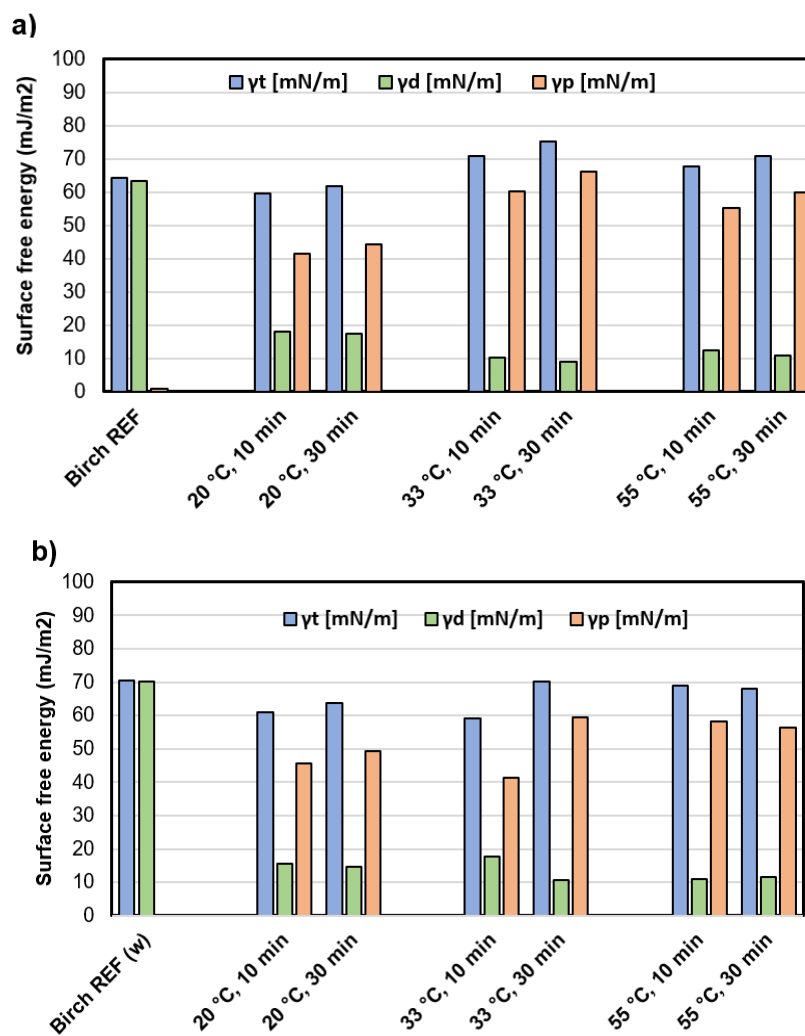 a)
100
90
80
70
60
50
40
30
20
10
0
Surface free energy (mJ/m2)
γt [mN/m] γd [mN/m] γp [mN/m]
Birch REF
20 °C, 10 min
20 °C, 30 min
33 °C, 10 min
33 °C, 30 min
55 °C, 10 min
55 °C, 30 min
b)
100
90
80
70
60
50
40
30
20
10
0
Surface free energy (mJ/m2)
γt [mN/m] γd [mN/m] γp [mN/m]
Birch REF (w)
20 °C, 10 min
20 °C, 30 min
33 °C, 10 min
33 °C, 30 min
55 °C, 10 min
55 °C, 30 min